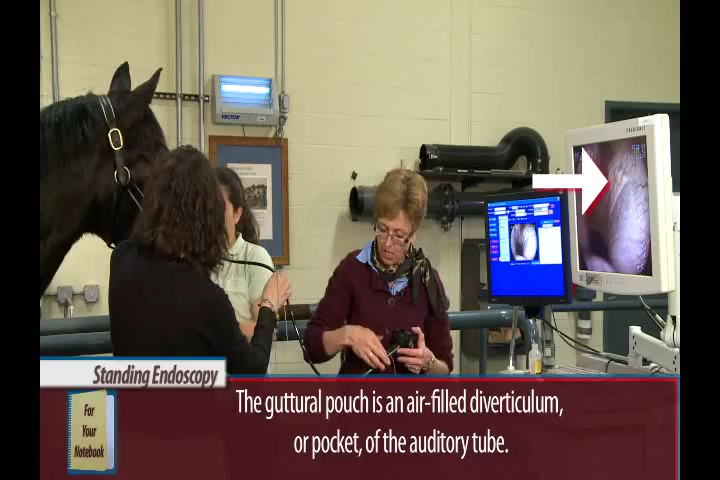 VECTOR
Standing Endoscopy
For
Your
Notebook
The guttural pouch is an air-filled diverticulum,
or pocket, of the auditory tube.